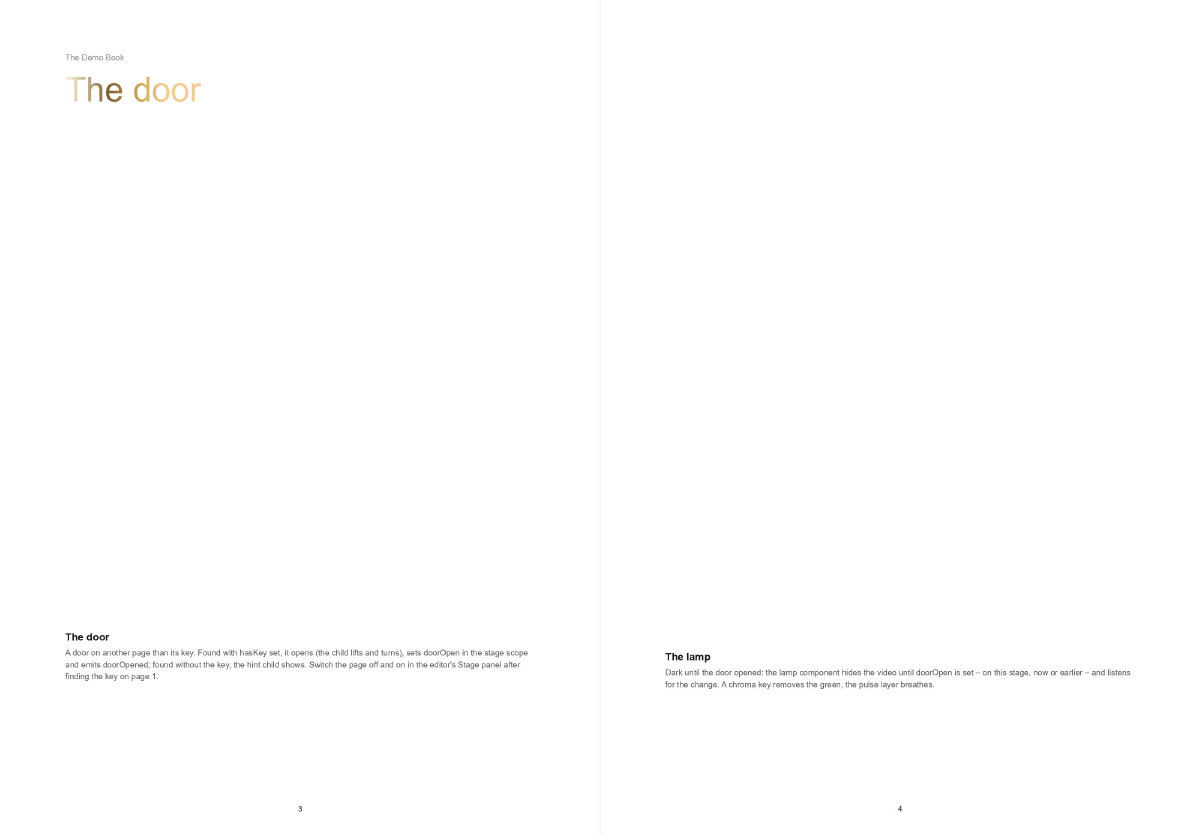 The Demo Book
The door
The door
A door on another page than its key. Found with hasKey set, it opens (the child lifts and turns), sets doorOpen in the stage scope
and emits doorOpened; found without the key, the hint child shows. Switch the page off and on in the editor's Stage panel after
finding the key on page 1.
3
The lamp
Dark until the door opened: the lamp component hides the video until doorOpen is set – on this stage, now or earlier – and listens
for the change. A chroma key removes the green, the pulse layer breathes.
4